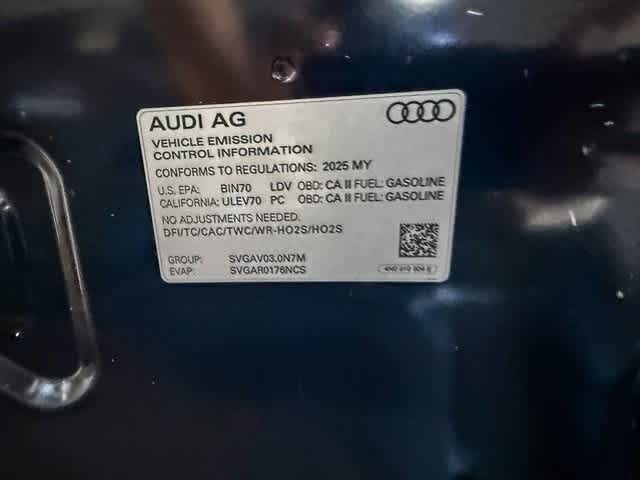 AUDI AG
VEHICLE EMISSION
CONTROL INFORMATION
CONFORMS TO REGULATIONS: 2025 MY
U.S. EPA: BIN70 LDV OBD: CA II FUEL: GASOLINE
CALIFORNIA: ULEV70 PC OBD: CA II FUEL: GASOLINE
NO ADJUSTMENTS NEEDED.
DFI/TC/CAC/TWC/WR-HO2S/HO2S
GROUP: SVGAV03.0N7M
EVAP: SVGAR0176NCS